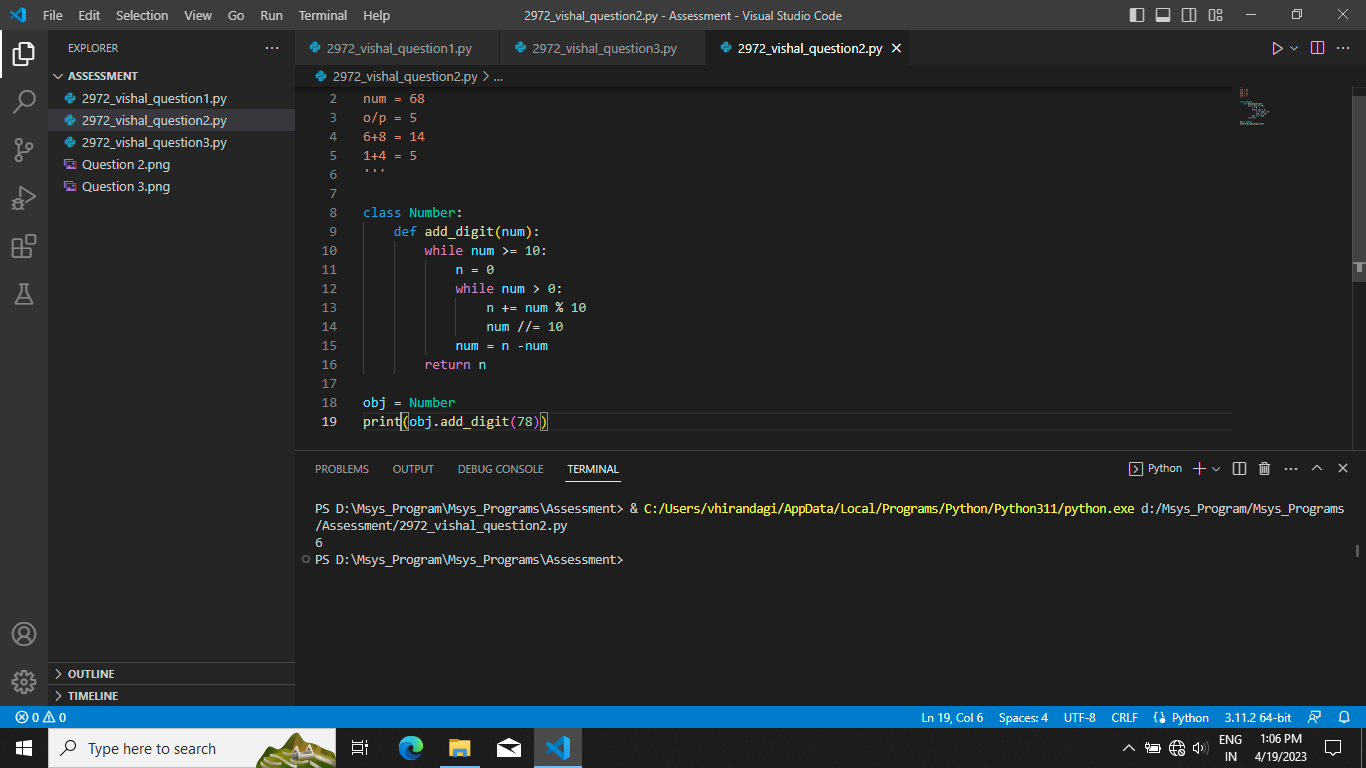 File Edit Selection View Go Run Terminal Help
2972_vishal_question2.py - Assessment - Visual Studio Code
EXPLORER
ASSESSMENT
2972_vishal_question1.py
2972_vishal_question2.py
2972_vishal_question3.py
Question 2.png
Question 3.png
OUTLINE
TIMELINE
2972_vishal_question1.py 2972_vishal_question3.py 2972_vishal_question2.py
2972_vishal_question2.py > ...
2 num = 68
3 o/p = 5
4 6+8 = 14
5 1+4 = 5
6 '''
7
8 class Number:
9     def add_digit(num):
10         while num >= 10:
11             n = 0
12             while num > 0:
13                 n += num % 10
14                 num //= 10
15             num = n -num
16         return n
17
18 obj = Number
19 print(obj.add_digit(78))
PROBLEMS OUTPUT DEBUG CONSOLE TERMINAL
Python
PS D:\Msys_Program\Msys_Programs\Assessment> & C:/Users/vhirandagi/AppData/Local/Programs/Python/Python311/python.exe d:/Msys_Program/Msys_Programs
/Assessment/2972_vishal_question2.py
6
PS D:\Msys_Program\Msys_Programs\Assessment>
0 0
Ln 19, Col 6 Spaces: 4 UTF-8 CRLF Python 3.11.2 64-bit
Type here to search
ENG
IN
1:06 PM
4/19/2023